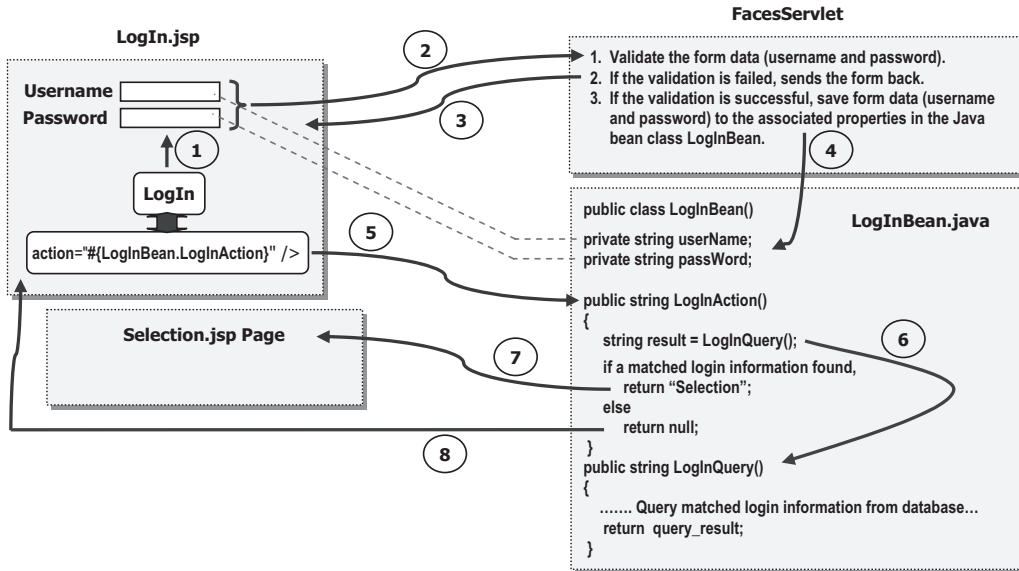 LogIn.jsp
Username
Password
1
LogIn
action="#{LogInBean.LogInAction}" />
2
3
FacesServlet
1. Validate the form data (username and password).
2. If the validation is failed, sends the form back.
3. If the validation is successful, save form data (username
and password) to the associated properties in the Java
bean class LogInBean.
4
5
LogInBean.java
public class LogInBean()
private string userName;
private string passWord;
public string LogInAction()
{
string result = LogInQuery();
if a matched login information found,
return “Selection”;
else
return null;
}
public string LogInQuery()
{
……. Query matched login information from database…
return query_result;
}
6
Selection.jsp Page
7
8